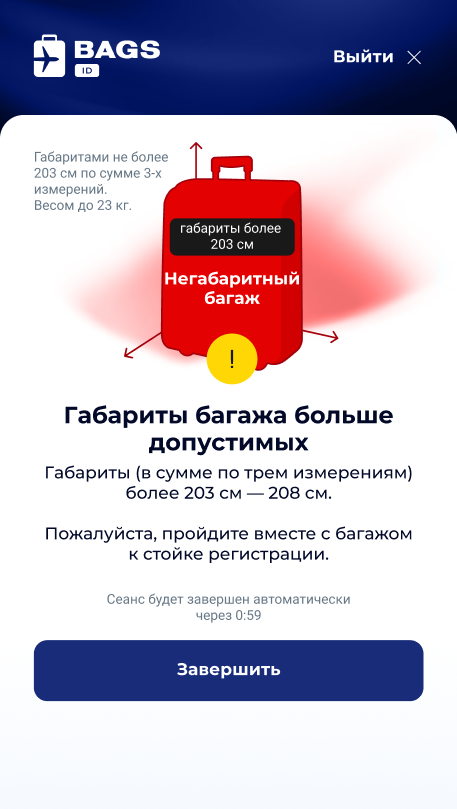 BAGS
ID
Выйти
Габаритами не более
203 см по сумме 3-х
измерений.
Весом до 23 кг.
габариты более
203 см
Негабаритный
багаж
!
Габариты багажа больше
допустимых
Габариты (в сумме по трем измерениям)
более 203 см — 208 см.
Пожалуйста, пройдите вместе с багажом
к стойке регистрации.
Сеанс будет завершен автоматически
через 0:59
Завершить